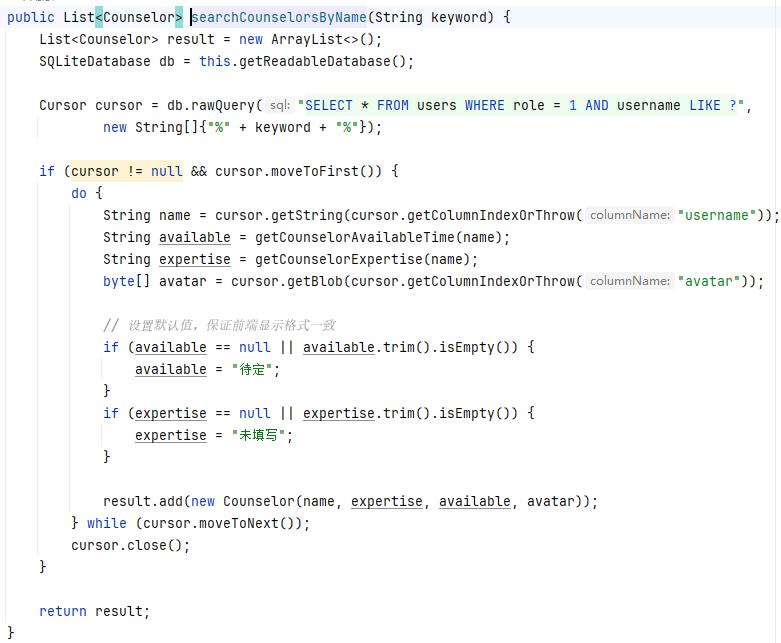 public List<Counselor> searchCounselorsByName(String keyword) {
    List<Counselor> result = new ArrayList<>();
    SQLiteDatabase db = this.getReadableDatabase();

    Cursor cursor = db.rawQuery( sql: "SELECT * FROM users WHERE role = 1 AND username LIKE ?",
            new String[]{"%" + keyword + "%"});

    if (cursor != null && cursor.moveToFirst()) {
        do {
            String name = cursor.getString(cursor.getColumnIndexOrThrow( columnName: "username"));
            String available = getCounselorAvailableTime(name);
            String expertise = getCounselorExpertise(name);
            byte[] avatar = cursor.getBlob(cursor.getColumnIndexOrThrow( columnName: "avatar"));

            // 设置默认值，保证前端显示格式一致
            if (available == null || available.trim().isEmpty()) {
                available = "待定";
            }
            if (expertise == null || expertise.trim().isEmpty()) {
                expertise = "未填写";
            }

            result.add(new Counselor(name, expertise, available, avatar));
        } while (cursor.moveToNext());
        cursor.close();
    }

    return result;
}